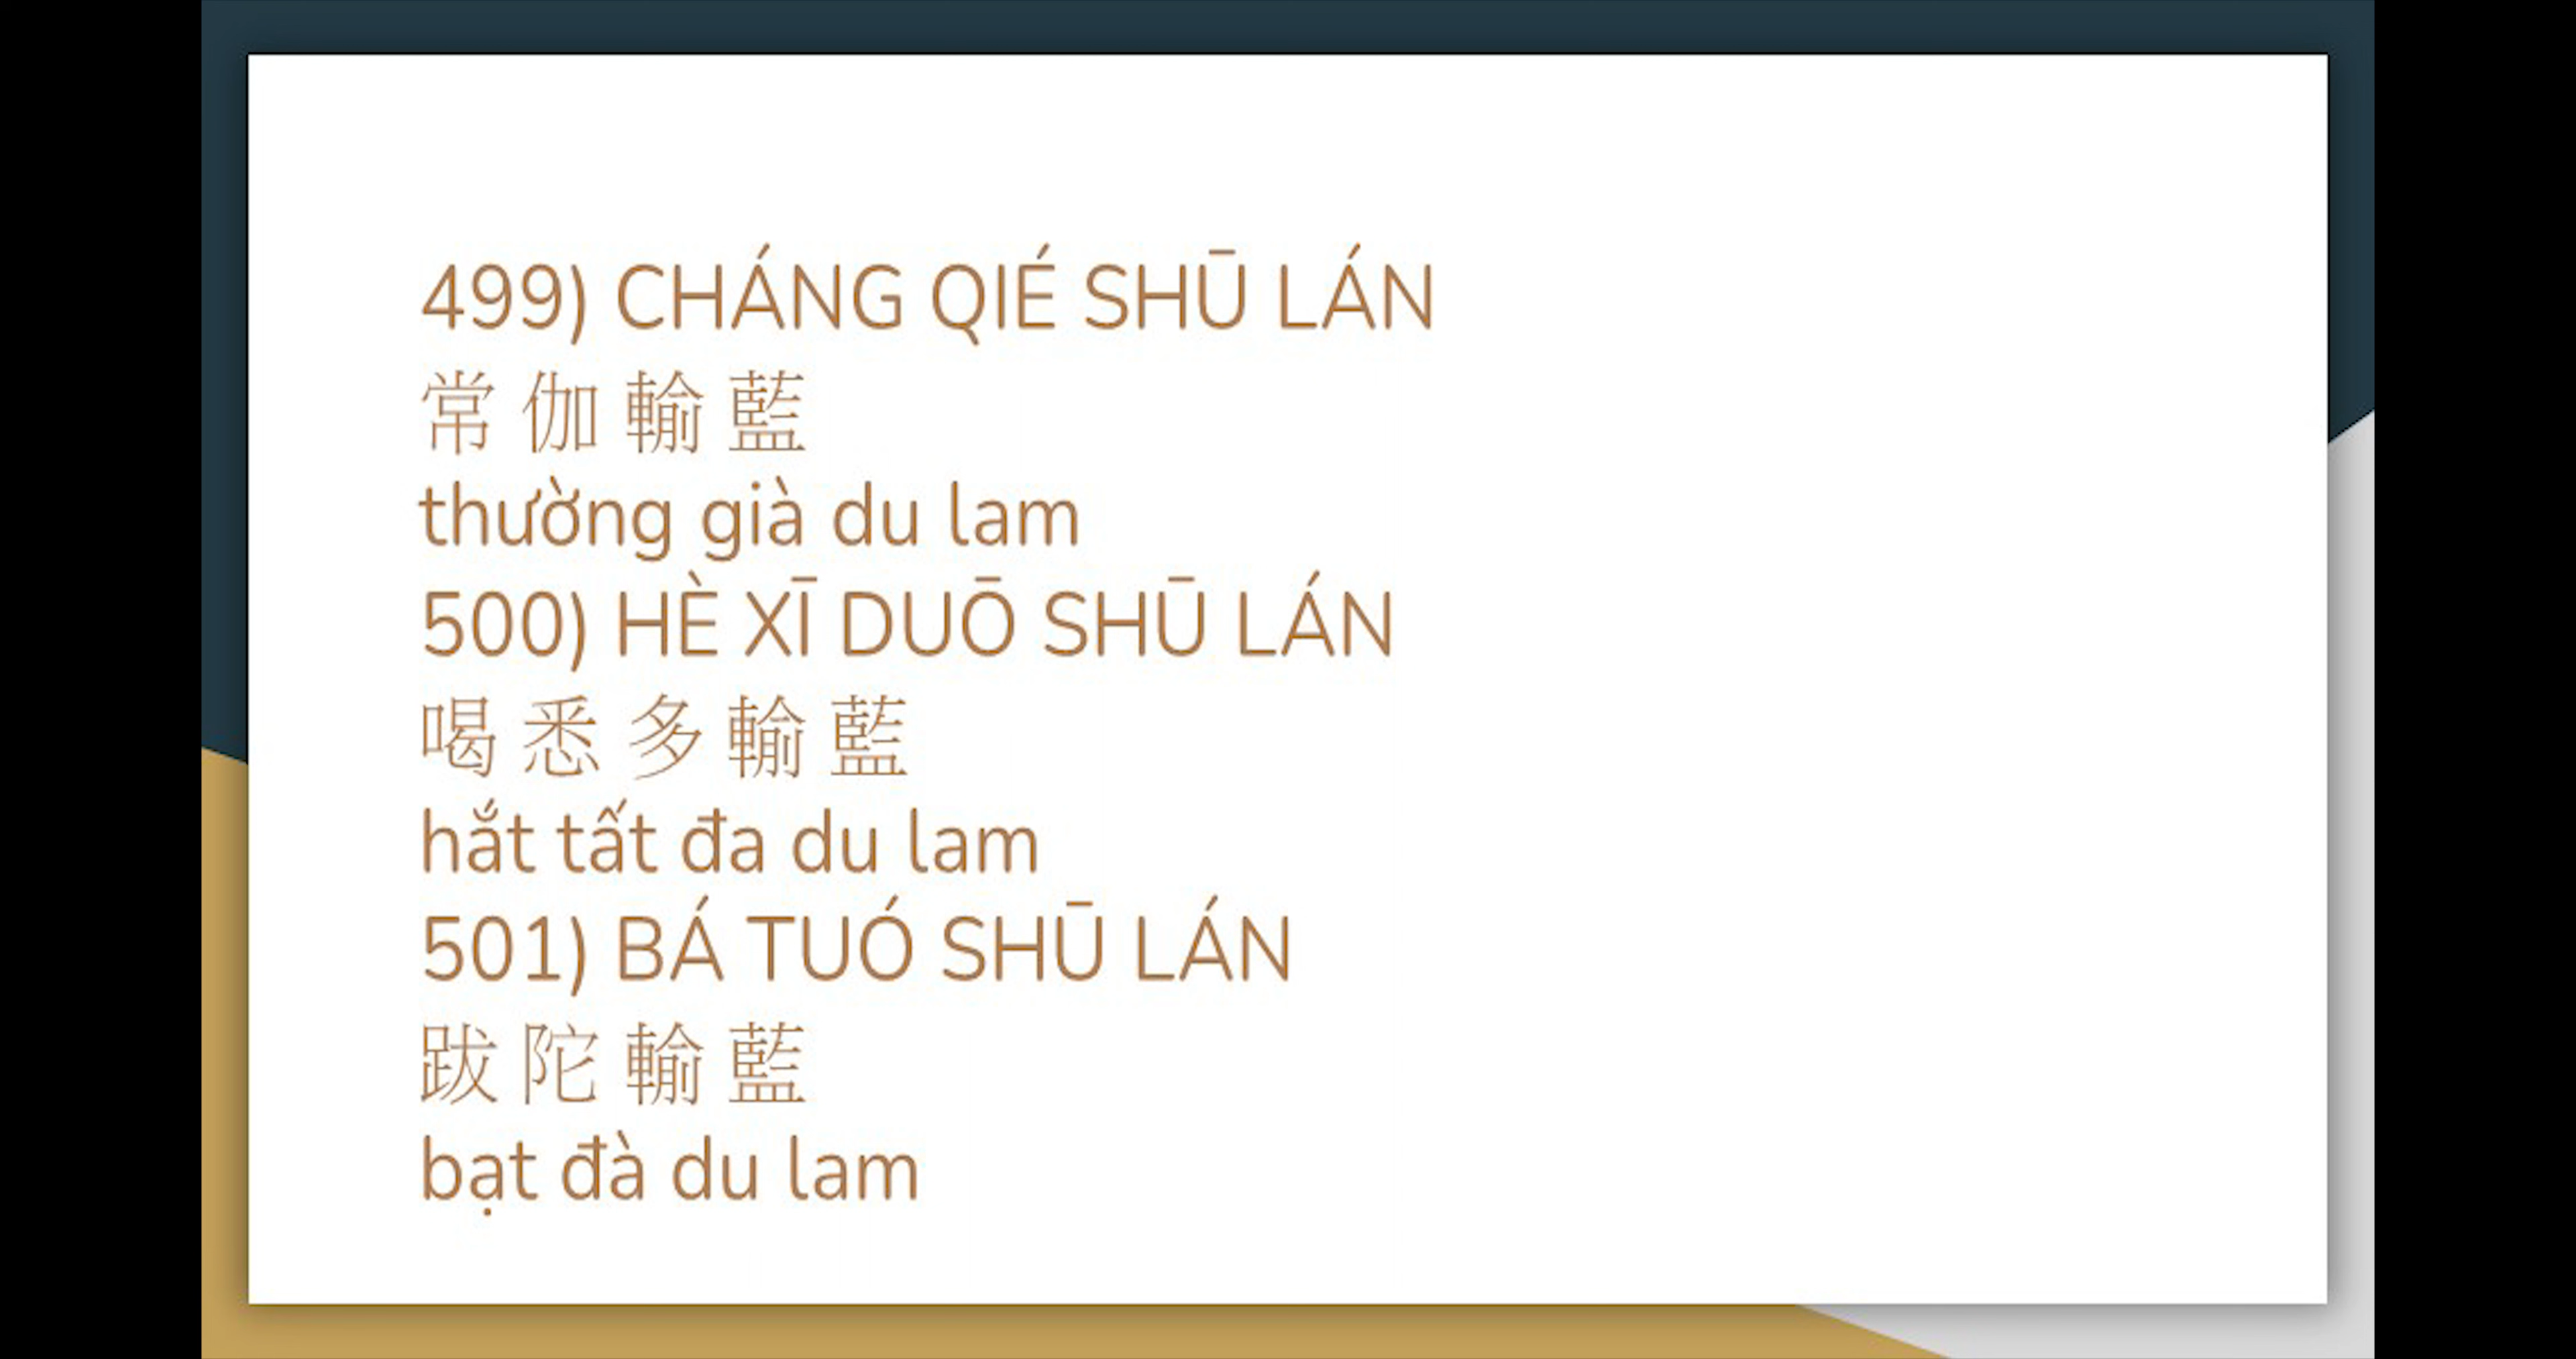 499) CHÁNG QIÉ SHŪ LÁN
常 伽 輸 藍
thường già du lam
500) HÈ XĪ DUŌ SHŪ LÁN
喝 悉 多 輸 藍
hắt tất đa du lam
501) BÁ TUÓ SHŪ LÁN
跋 陀 輸 藍
bạt đà du lam